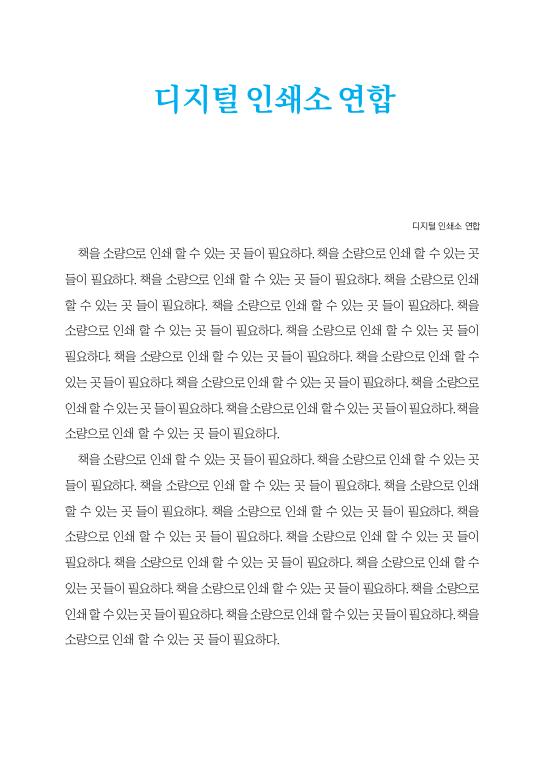 디지털 인쇄소 연합
디지털 인쇄소 연합
책을 소량으로 인쇄 할 수 있는 곳 들이 필요하다. 책을 소량으로 인쇄 할 수 있는 곳
들이 필요하다. 책을 소량으로 인쇄 할 수 있는 곳 들이 필요하다. 책을 소량으로 인쇄
할 수 있는 곳 들이 필요하다. 책을 소량으로 인쇄 할 수 있는 곳 들이 필요하다. 책을
소량으로 인쇄 할 수 있는 곳 들이 필요하다. 책을 소량으로 인쇄 할 수 있는 곳 들이
필요하다. 책을 소량으로 인쇄 할 수 있는 곳 들이 필요하다. 책을 소량으로 인쇄 할 수
있는 곳 들이 필요하다. 책을 소량으로 인쇄 할 수 있는 곳 들이 필요하다. 책을 소량으로
인쇄 할 수 있는 곳 들이 필요하다. 책을 소량으로 인쇄 할 수 있는 곳 들이 필요하다. 책을
소량으로 인쇄 할 수 있는 곳 들이 필요하다.
책을 소량으로 인쇄 할 수 있는 곳 들이 필요하다. 책을 소량으로 인쇄 할 수 있는 곳
들이 필요하다. 책을 소량으로 인쇄 할 수 있는 곳 들이 필요하다. 책을 소량으로 인쇄
할 수 있는 곳 들이 필요하다. 책을 소량으로 인쇄 할 수 있는 곳 들이 필요하다. 책을
소량으로 인쇄 할 수 있는 곳 들이 필요하다. 책을 소량으로 인쇄 할 수 있는 곳 들이
필요하다. 책을 소량으로 인쇄 할 수 있는 곳 들이 필요하다. 책을 소량으로 인쇄 할 수
있는 곳 들이 필요하다. 책을 소량으로 인쇄 할 수 있는 곳 들이 필요하다. 책을 소량으로
인쇄 할 수 있는 곳 들이 필요하다. 책을 소량으로 인쇄 할 수 있는 곳 들이 필요하다. 책을
소량으로 인쇄 할 수 있는 곳 들이 필요하다.